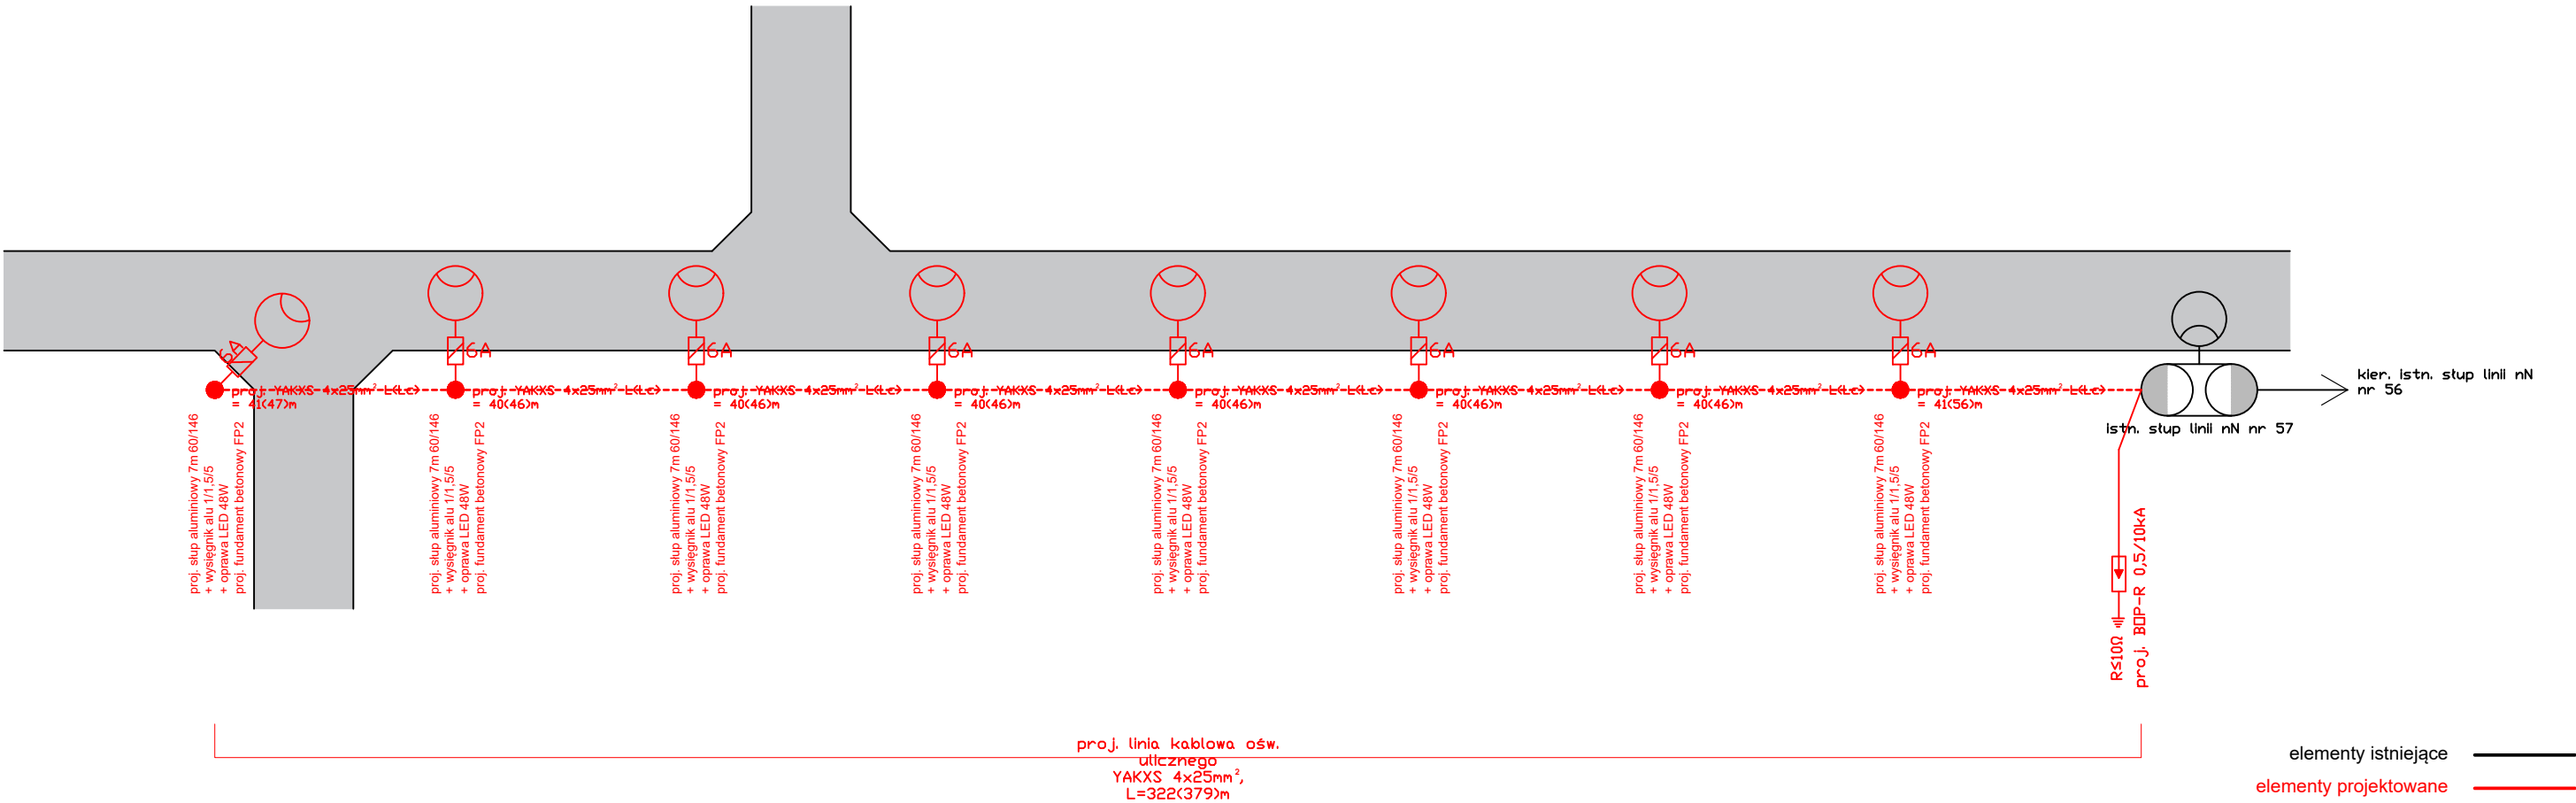 6A
6A
6A
6A
6A
6A
6A
6A
proj. YAKXS 4x25mm² L(Lc)
= 41(47)m
proj. YAKXS 4x25mm² L(Lc)
= 40(46)m
proj. YAKXS 4x25mm² L(Lc)
= 40(46)m
proj. YAKXS 4x25mm² L(Lc)
= 40(46)m
proj. YAKXS 4x25mm² L(Lc)
= 40(46)m
proj. YAKXS 4x25mm² L(Lc)
= 40(46)m
proj. YAKXS 4x25mm² L(Lc)
= 40(46)m
proj. YAKXS 4x25mm² L(Lc)
= 41(56)m
kier. istn. słup linii nN
nr 56
istn. słup linii nN nr 57
proj. słup aluminiowy 7m 60/146
+ wysięgnik alu 1/1,5/5
+ oprawa LED 48W
proj. fundament betonowy FP2
proj. słup aluminiowy 7m 60/146
+ wysięgnik alu 1/1,5/5
+ oprawa LED 48W
proj. fundament betonowy FP2
proj. słup aluminiowy 7m 60/146
+ wysięgnik alu 1/1,5/5
+ oprawa LED 48W
proj. fundament betonowy FP2
proj. słup aluminiowy 7m 60/146
+ wysięgnik alu 1/1,5/5
+ oprawa LED 48W
proj. fundament betonowy FP2
proj. słup aluminiowy 7m 60/146
+ wysięgnik alu 1/1,5/5
+ oprawa LED 48W
proj. fundament betonowy FP2
proj. słup aluminiowy 7m 60/146
+ wysięgnik alu 1/1,5/5
+ oprawa LED 48W
proj. fundament betonowy FP2
proj. słup aluminiowy 7m 60/146
+ wysięgnik alu 1/1,5/5
+ oprawa LED 48W
proj. fundament betonowy FP2
proj. słup aluminiowy 7m 60/146
+ wysięgnik alu 1/1,5/5
+ oprawa LED 48W
proj. fundament betonowy FP2
R≤10Ω
proj. BOP-R 0,5/10kA
proj. linia kablowa ośw.
ulicznego
YAKXS 4x25mm²,
L=322(379)m
elementy istniejące
elementy projektowane